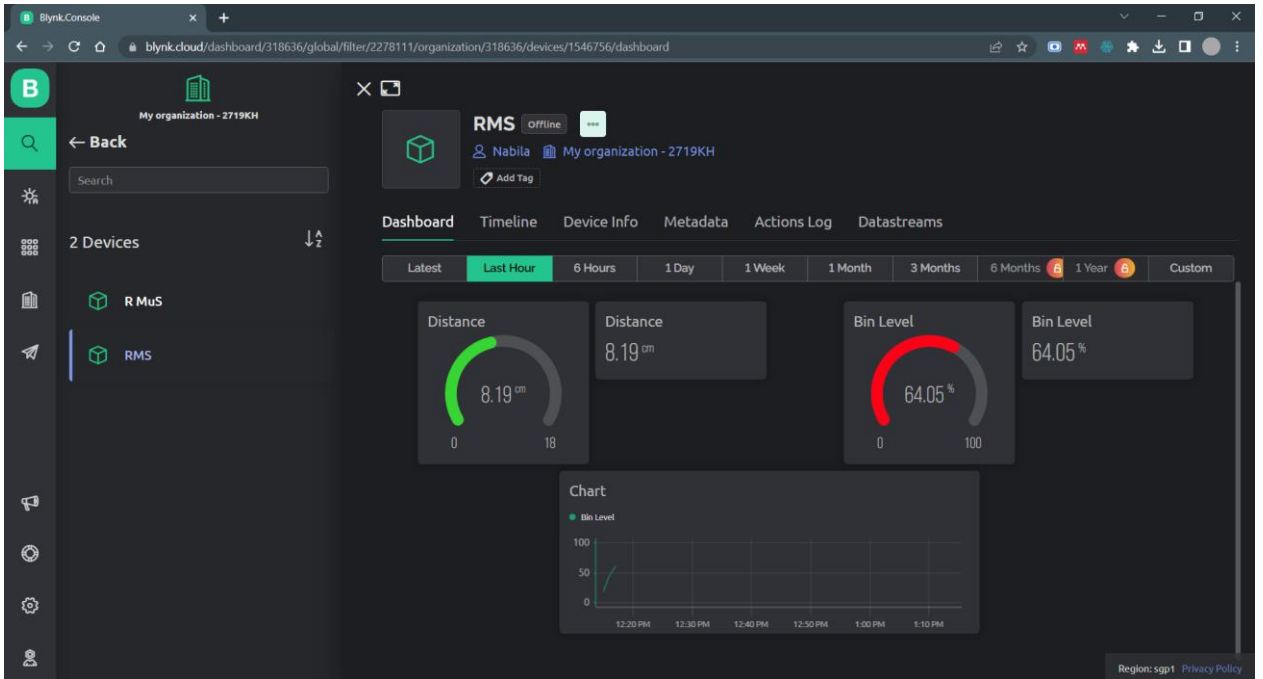 B Blynk.Console
blynk.cloud/dashboard/318636/global/filter/2278111/organization/318636/devices/1546756/dashboard
B
My organization - 2719KH
← Back
Search
2 Devices
A
Z
R MuS
RMS
RMS Offline
Nabila My organization - 2719KH
Add Tag
Dashboard Timeline Device Info Metadata Actions Log Datastreams
Latest Last Hour 6 Hours 1 Day 1 Week 1 Month 3 Months 6 Months 1 Year Custom
Distance
8.19 cm
0 18
Distance
8.19 cm
Bin Level
64.05 %
0 100
Bin Level
64.05 %
Chart
Bin Level
100
50
0
12:20 PM 12:30 PM 12:40 PM 12:50 PM 1:00 PM 1:10 PM
Region: sgp1 Privacy Policy